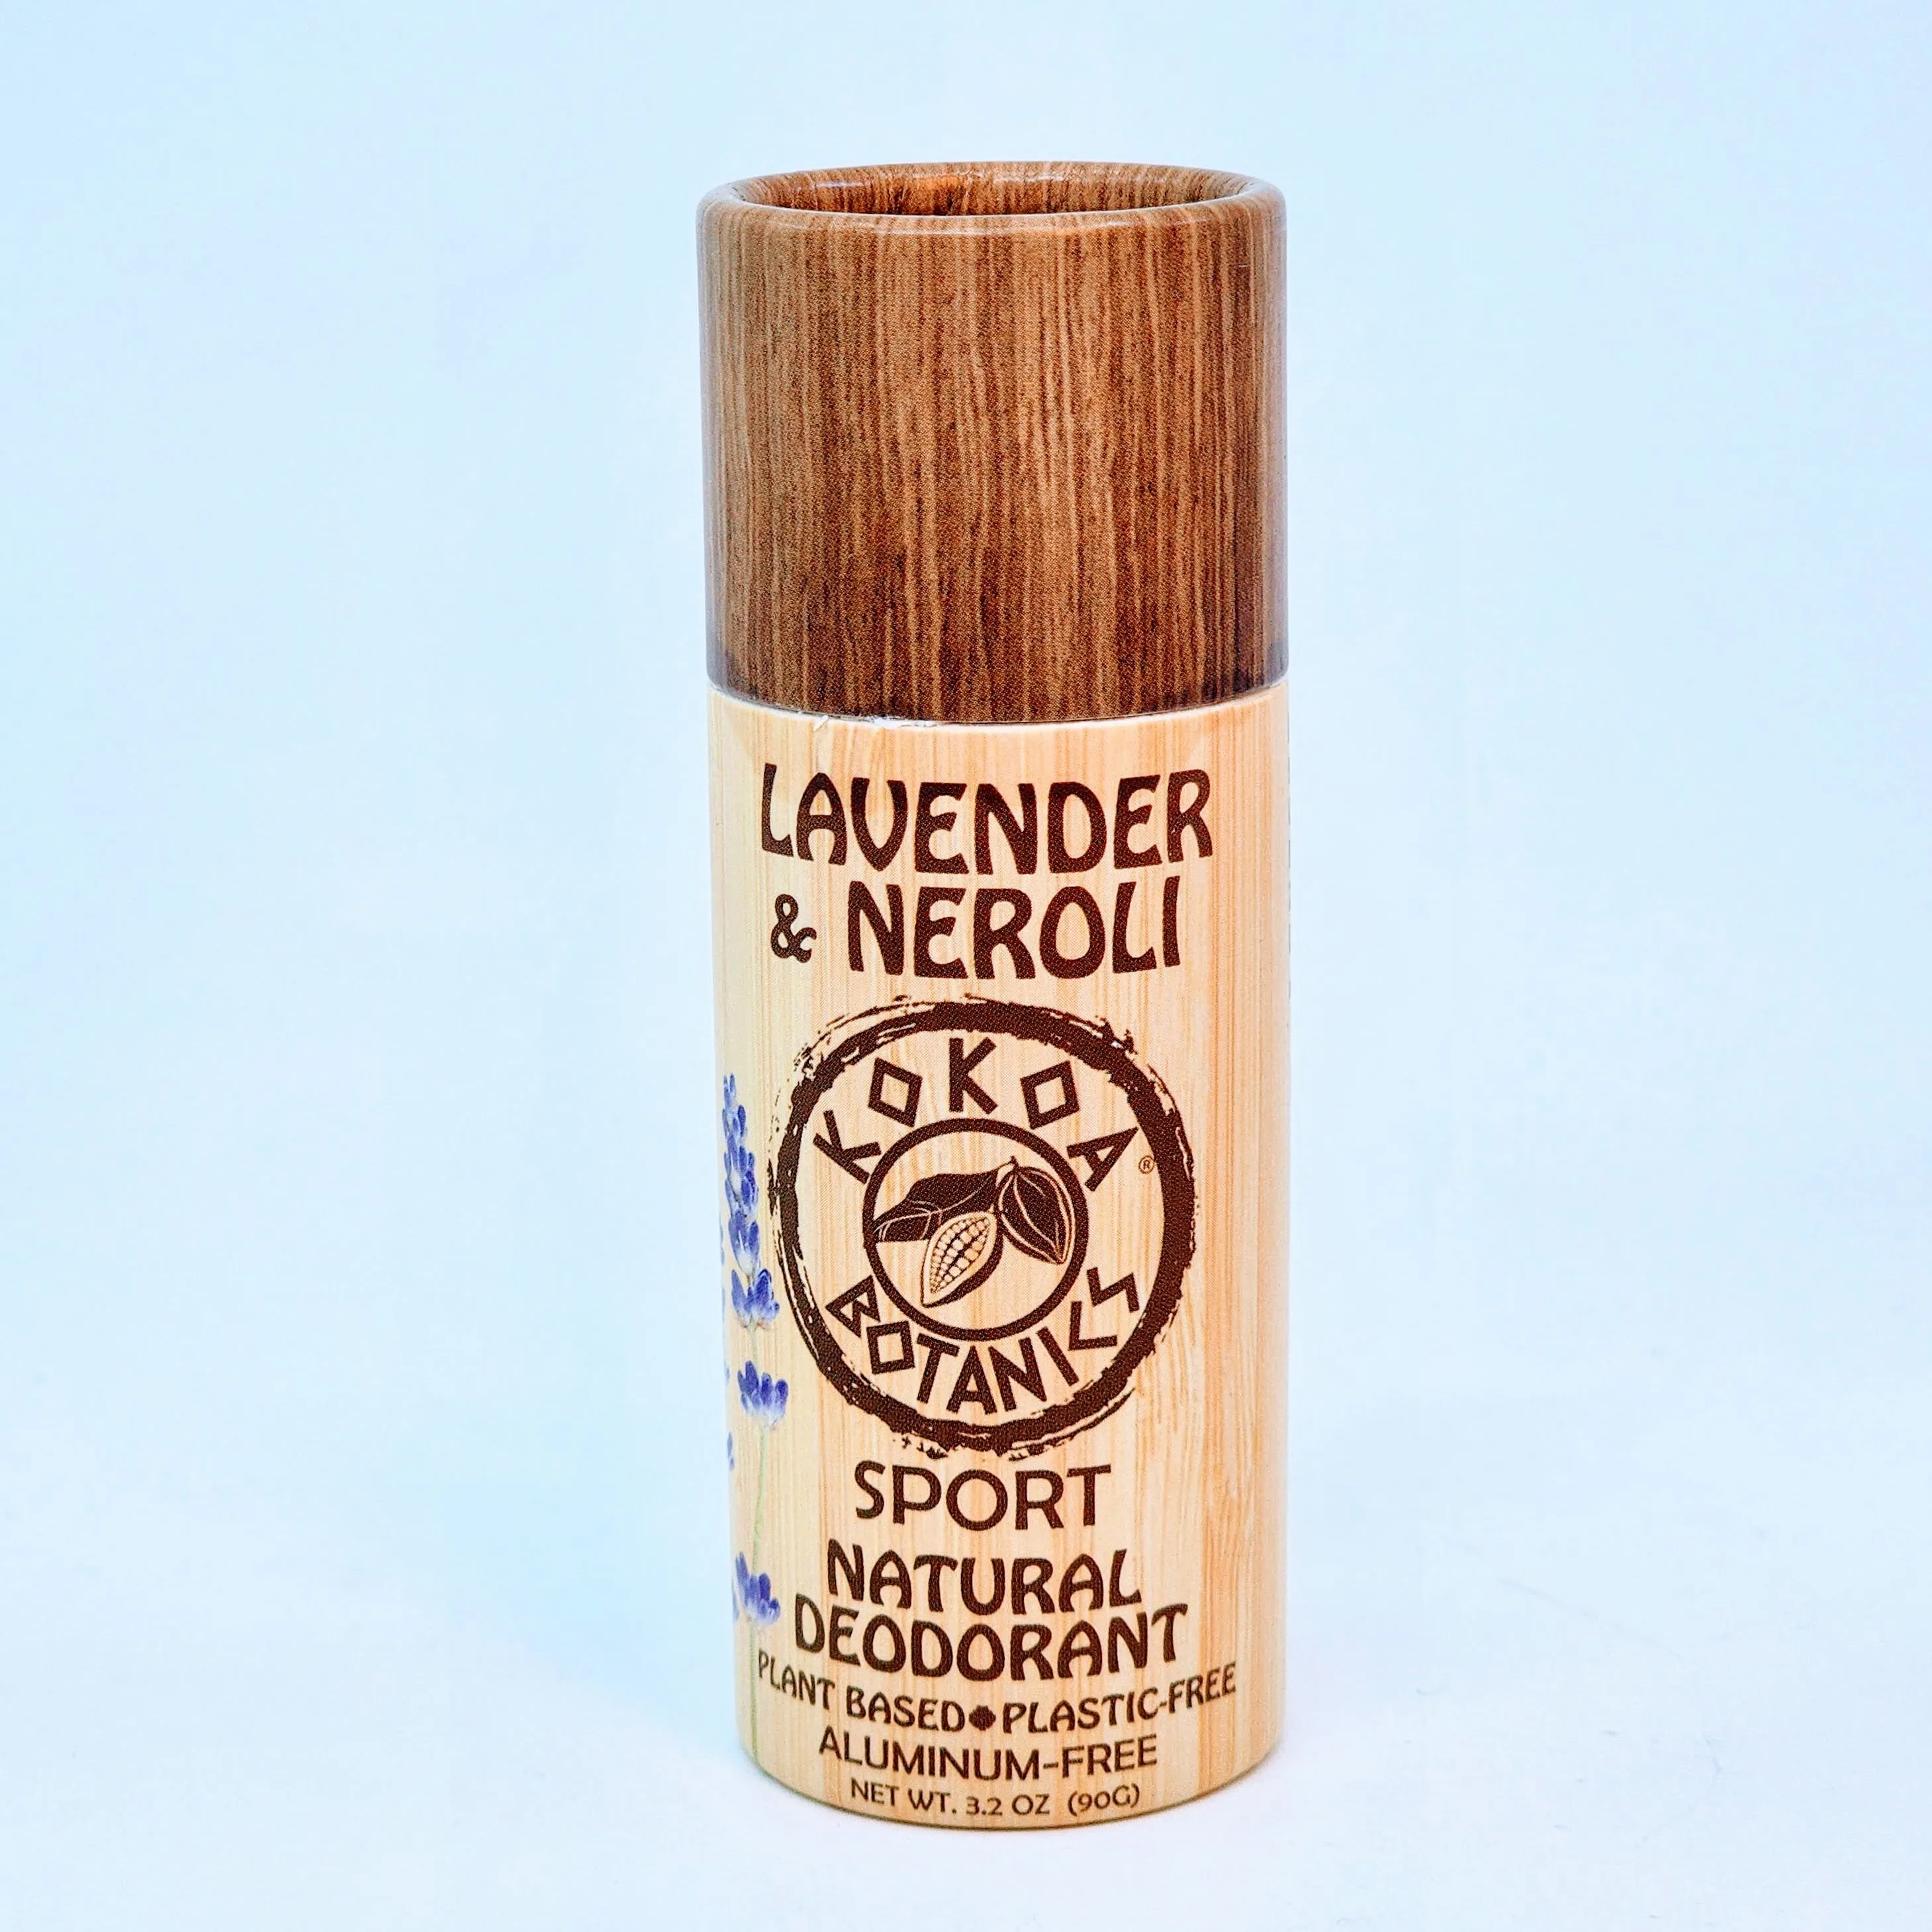 LAVENDER
& NEROLI
KOKOA®
BOTANICS
SPORT
NATURAL
DEODORANT
PLANT BASED PLASTIC-FREE
ALUMINUM-FREE
NET WT. 3.2 OZ (90G)